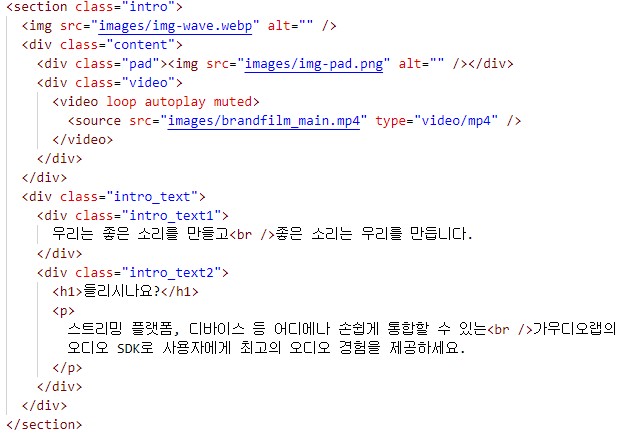 <section class="intro">
<img src="images/img-wave.webp" alt="" />
<div class="content">
<div class="pad"><img src="images/img-pad.png" alt="" /></div>
<div class="video">
<video loop autoplay muted>
<source src="images/brandfilm_main.mp4" type="video/mp4" />
</video>
</div>
</div>
<div class="intro_text">
<div class="intro_text1">
우리는 좋은 소리를 만들고<br />좋은 소리는 우리를 만듭니다.
</div>
<div class="intro_text2">
<h1>들리시나요?</h1>
<p>
스트리밍 플랫폼, 디바이스 등 어디에나 손쉽게 통합할 수 있는<br />가우디오랩의
오디오 SDK로 사용자에게 최고의 오디오 경험을 제공하세요.
</p>
</div>
</div>
</section>